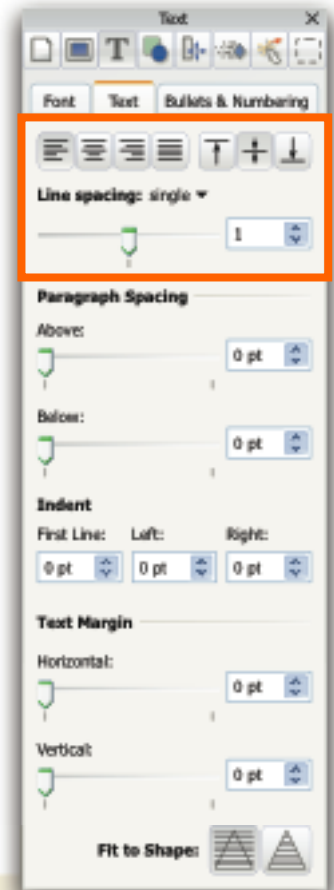 Text
Font Text Bullets & Numbering
Line spacing: single
1
Paragraph Spacing
Above:
0 pt
Below:
0 pt
Indent
First Line: Left: Right:
0 pt 0 pt 0 pt
Text Margin
Horizontal:
0 pt
Vertical:
0 pt
Fit to Shape: